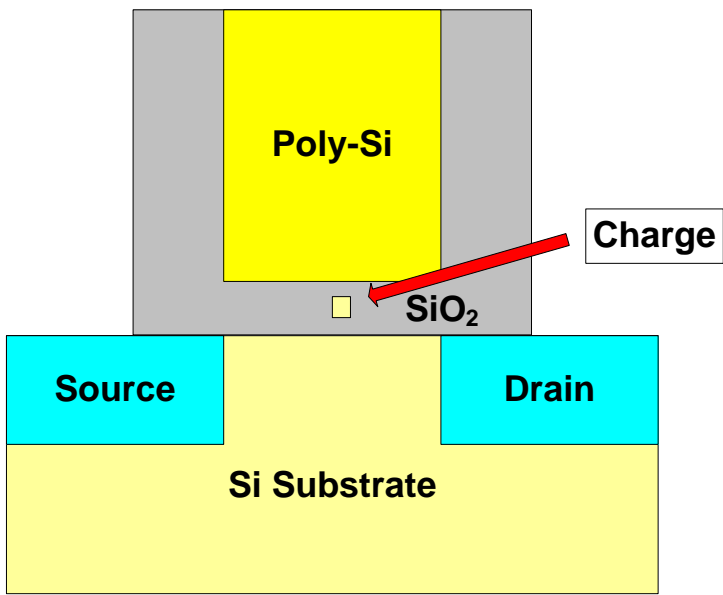 Poly-Si
Charge
SiO₂
Source
Drain
Si Substrate